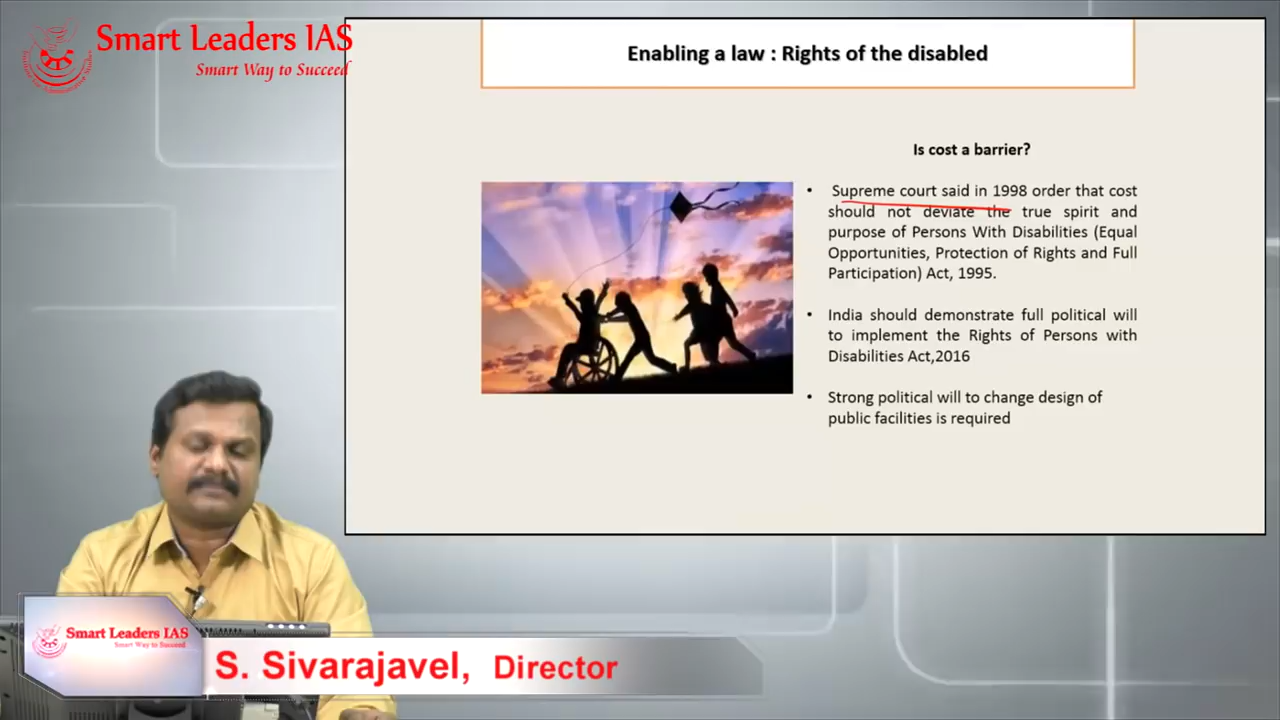 Smart Leaders IAS
Smart Way to Succeed
Enabling a law : Rights of the disabled
Is cost a barrier?
• Supreme court said in 1998 order that cost
should not deviate the true spirit and
purpose of Persons With Disabilities (Equal
Opportunities, Protection of Rights and Full
Participation) Act, 1995.
• India should demonstrate full political will
to implement the Rights of Persons with
Disabilities Act,2016
• Strong political will to change design of
public facilities is required
Smart Leaders IAS
Smart Way to Succeed
S. Sivarajavel, Director